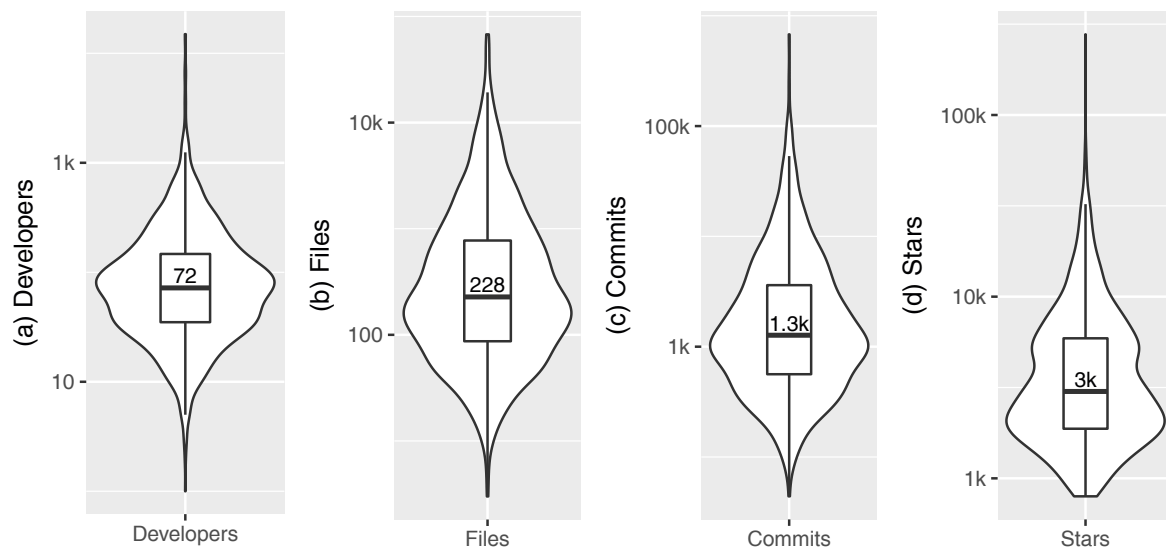 (a) Developers
1k
10
72
Developers
(b) Files
10k
100
228
Files
(c) Commits
100k
1k
1.3k
Commits
(d) Stars
100k
10k
1k
3k
Stars